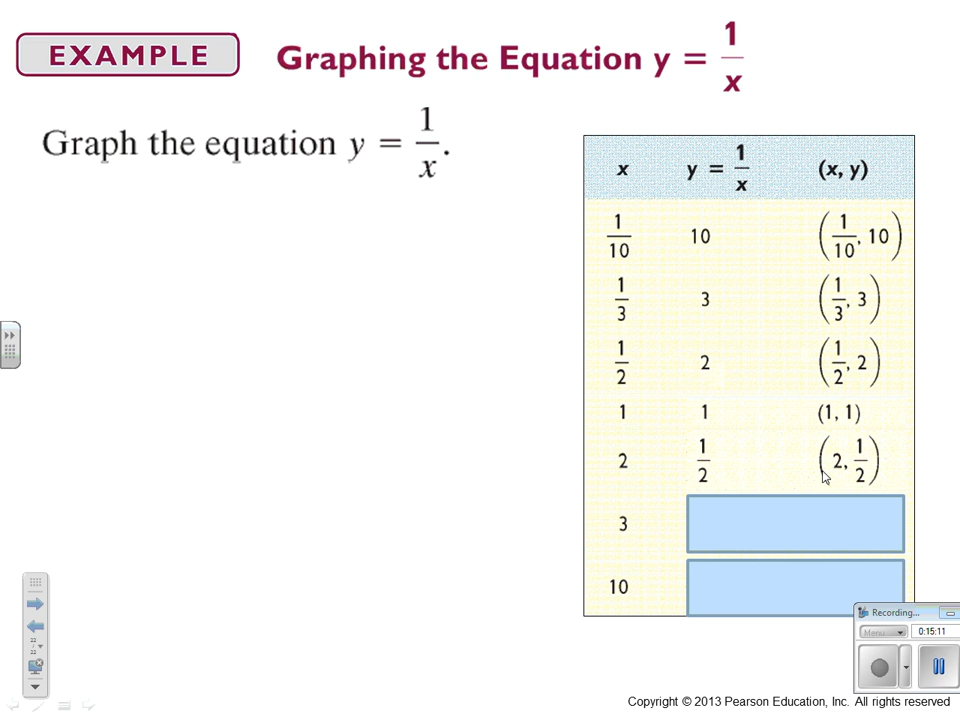 EXAMPLE
Graphing the Equation y = 1/x
Graph the equation y = 1/x.
x y = 1/x (x, y)
1/10 10 (1/10, 10)
1/3 3 (1/3, 3)
1/2 2 (1/2, 2)
1 1 (1, 1)
2 1/2 (2, 1/2)
3
10
Recording...
Menu 0:15:11
Copyright © 2013 Pearson Education, Inc. All rights reserved